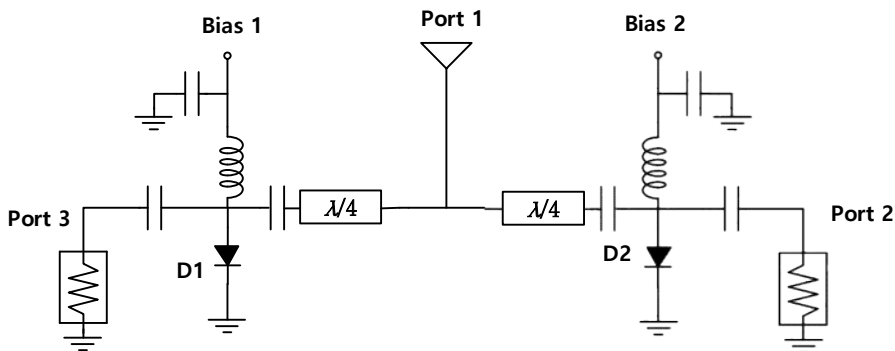 Port 1
Bias 1
Bias 2
λ/4
λ/4
Port 3
Port 2
D1
D2